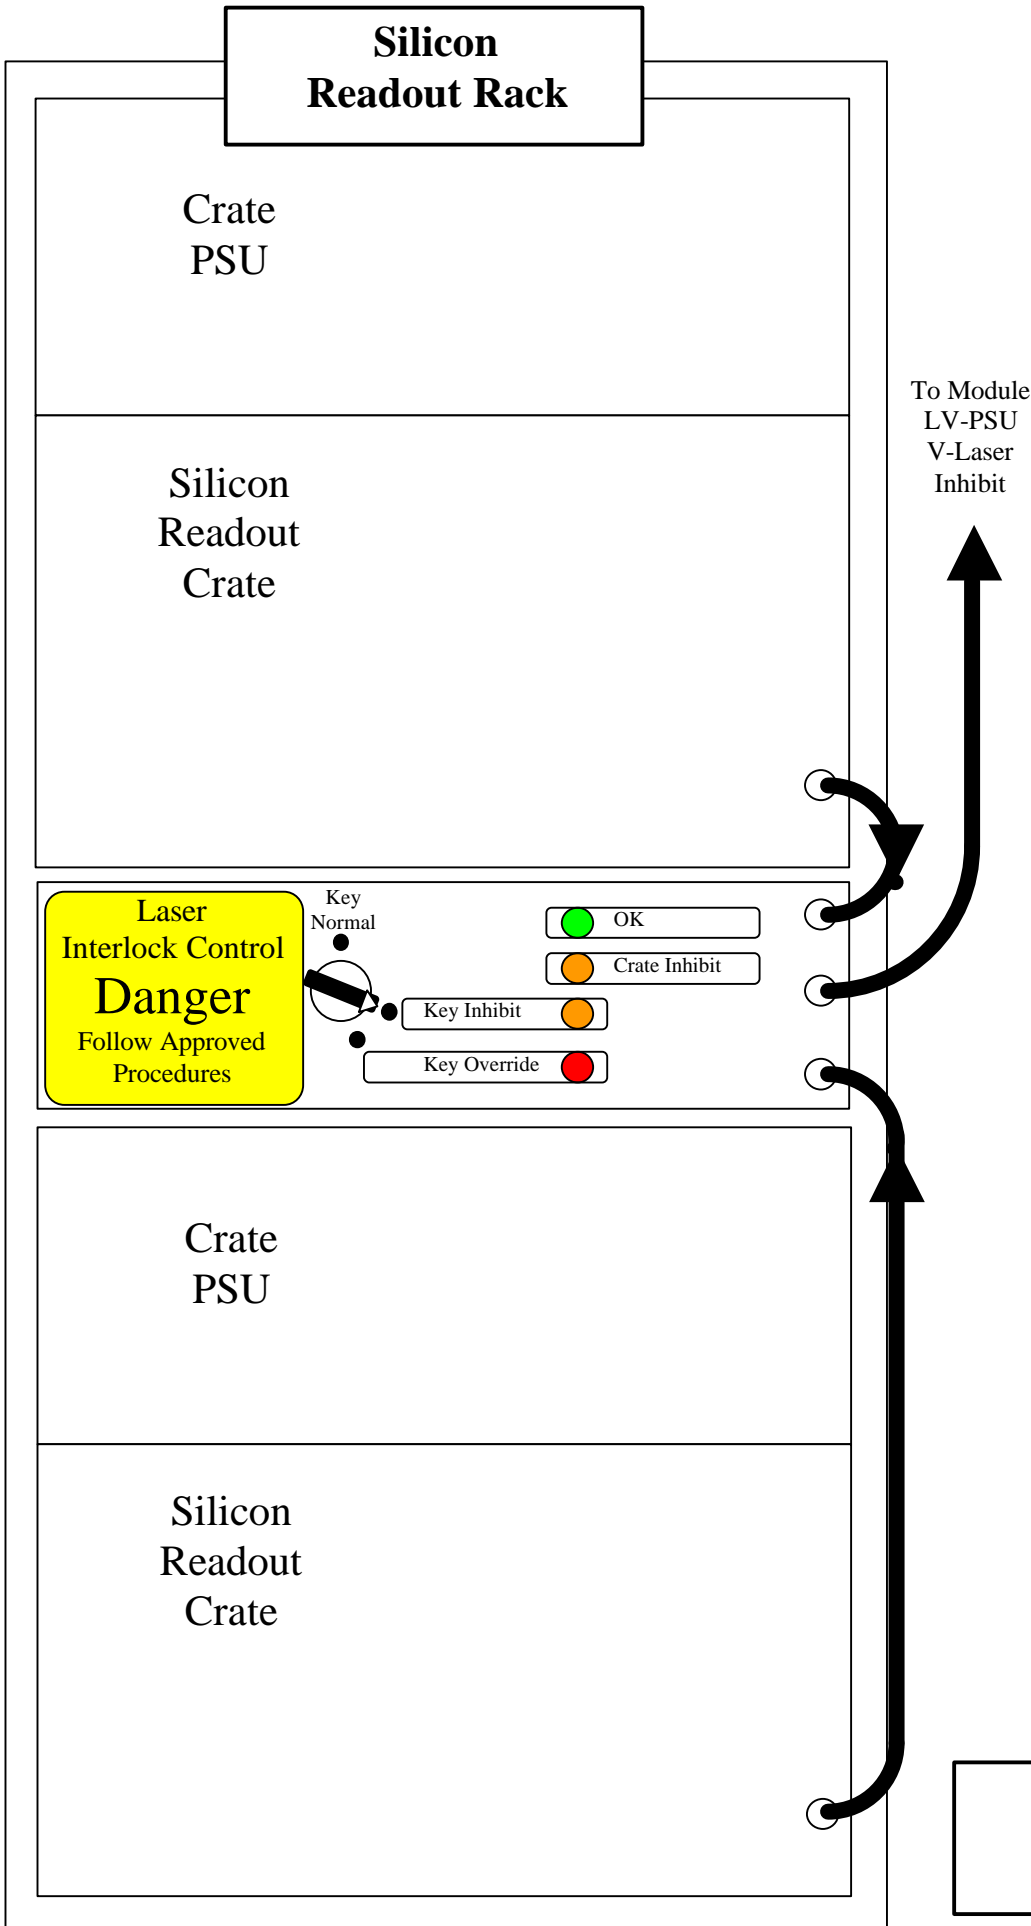 Silicon
Readout Rack
Crate
PSU
To Module
LV-PSU
V-Laser
Inhibit
Silicon
Readout
Crate
Laser
Interlock Control
Danger
Follow Approved
Procedures
Key
Normal
OK
Crate Inhibit
Key Inhibit
Key Override
Crate
PSU
Silicon
Readout
Crate